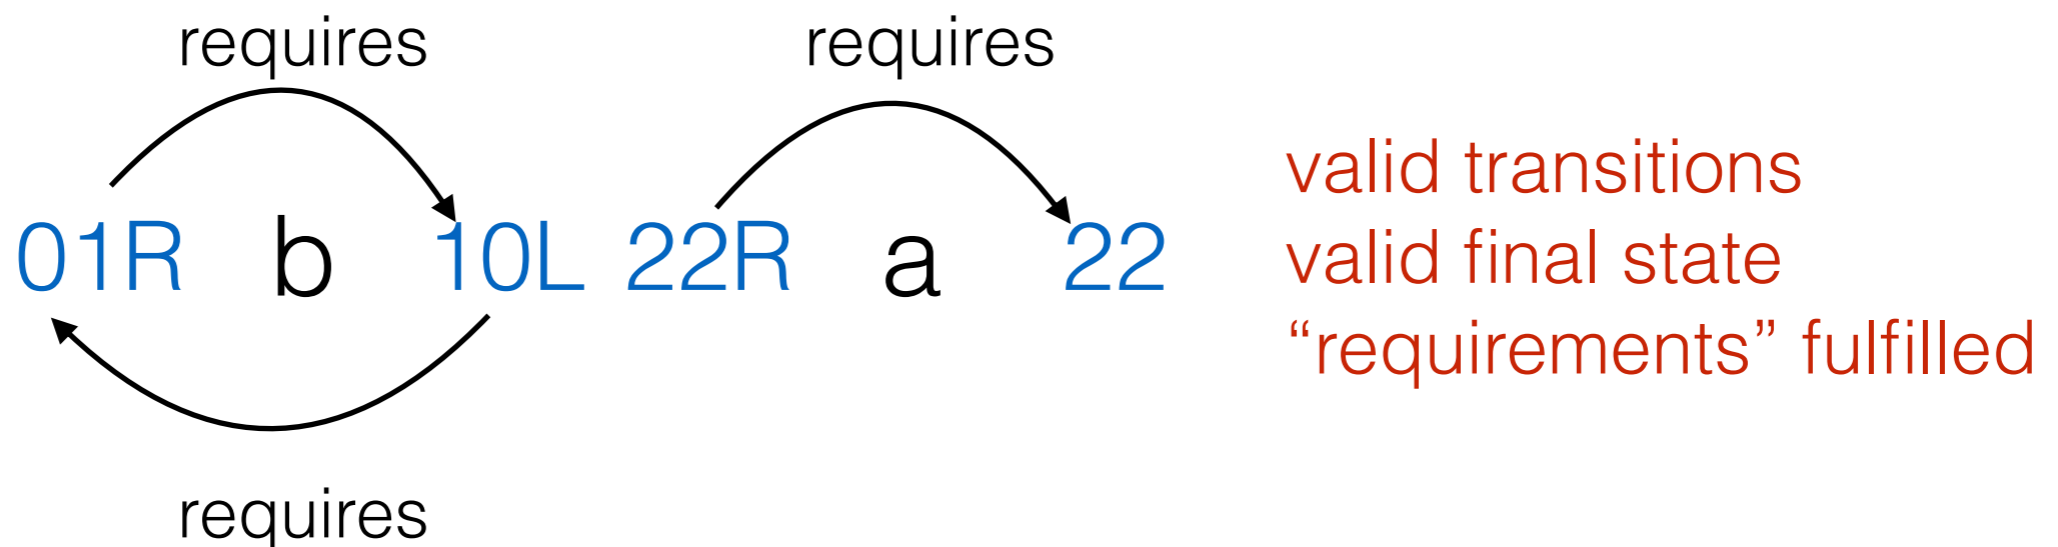 requires requires
01R b 10L 22R a 22
requires
valid transitions
valid final state
“requirements” fulfilled